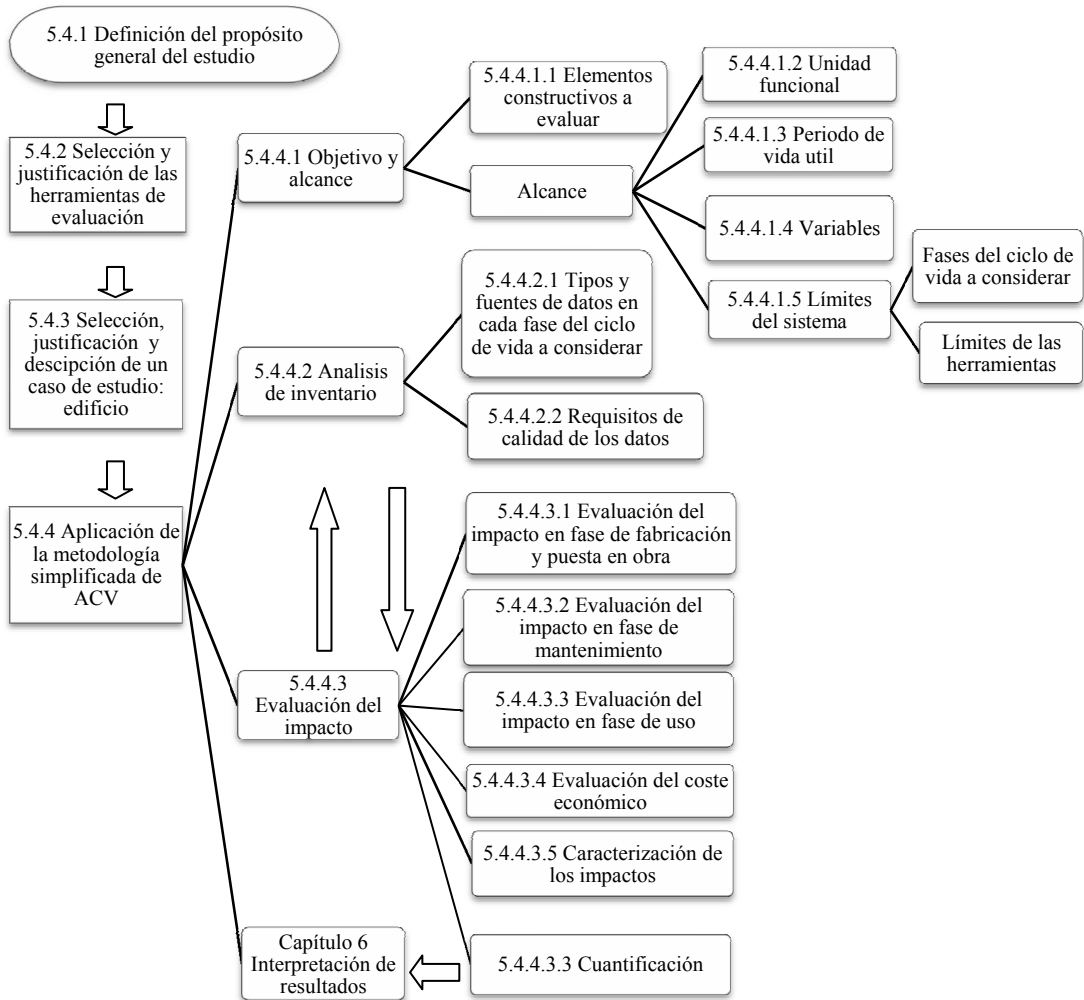 5.4.1 Definición del propósito
general del estudio
5.4.2 Selección y
justificación de las
herramientas de
evaluación
5.4.3 Selección,
justificación y
descipción de un
caso de estudio:
edificio
5.4.4 Aplicación de
la metodología
simplificada de
ACV
5.4.4.1 Objetivo y
alcance
5.4.4.1.1 Elementos
constructivos a
evaluar
Alcance
5.4.4.1.2 Unidad
funcional
5.4.4.1.3 Periodo de
vida util
5.4.4.1.4 Variables
5.4.4.1.5 Límites
del sistema
Fases del ciclo de
vida a considerar
Límites de las
herramientas
5.4.4.2 Analisis
de inventario
5.4.4.2.1 Tipos y
fuentes de datos en
cada fase del ciclo
de vida a considerar
5.4.4.2.2 Requisitos de
calidad de los datos
5.4.4.3
Evaluación del
impacto
5.4.4.3.1 Evaluación del
impacto en fase de fabricación
y puesta en obra
5.4.4.3.2 Evaluación del
impacto en fase de
mantenimiento
5.4.4.3.3 Evaluación del
impacto en fase de uso
5.4.4.3.4 Evaluación del coste
económico
5.4.4.3.5 Caracterización de
los impactos
5.4.4.3.3 Cuantificación
Capítulo 6
Interpretación de
resultados